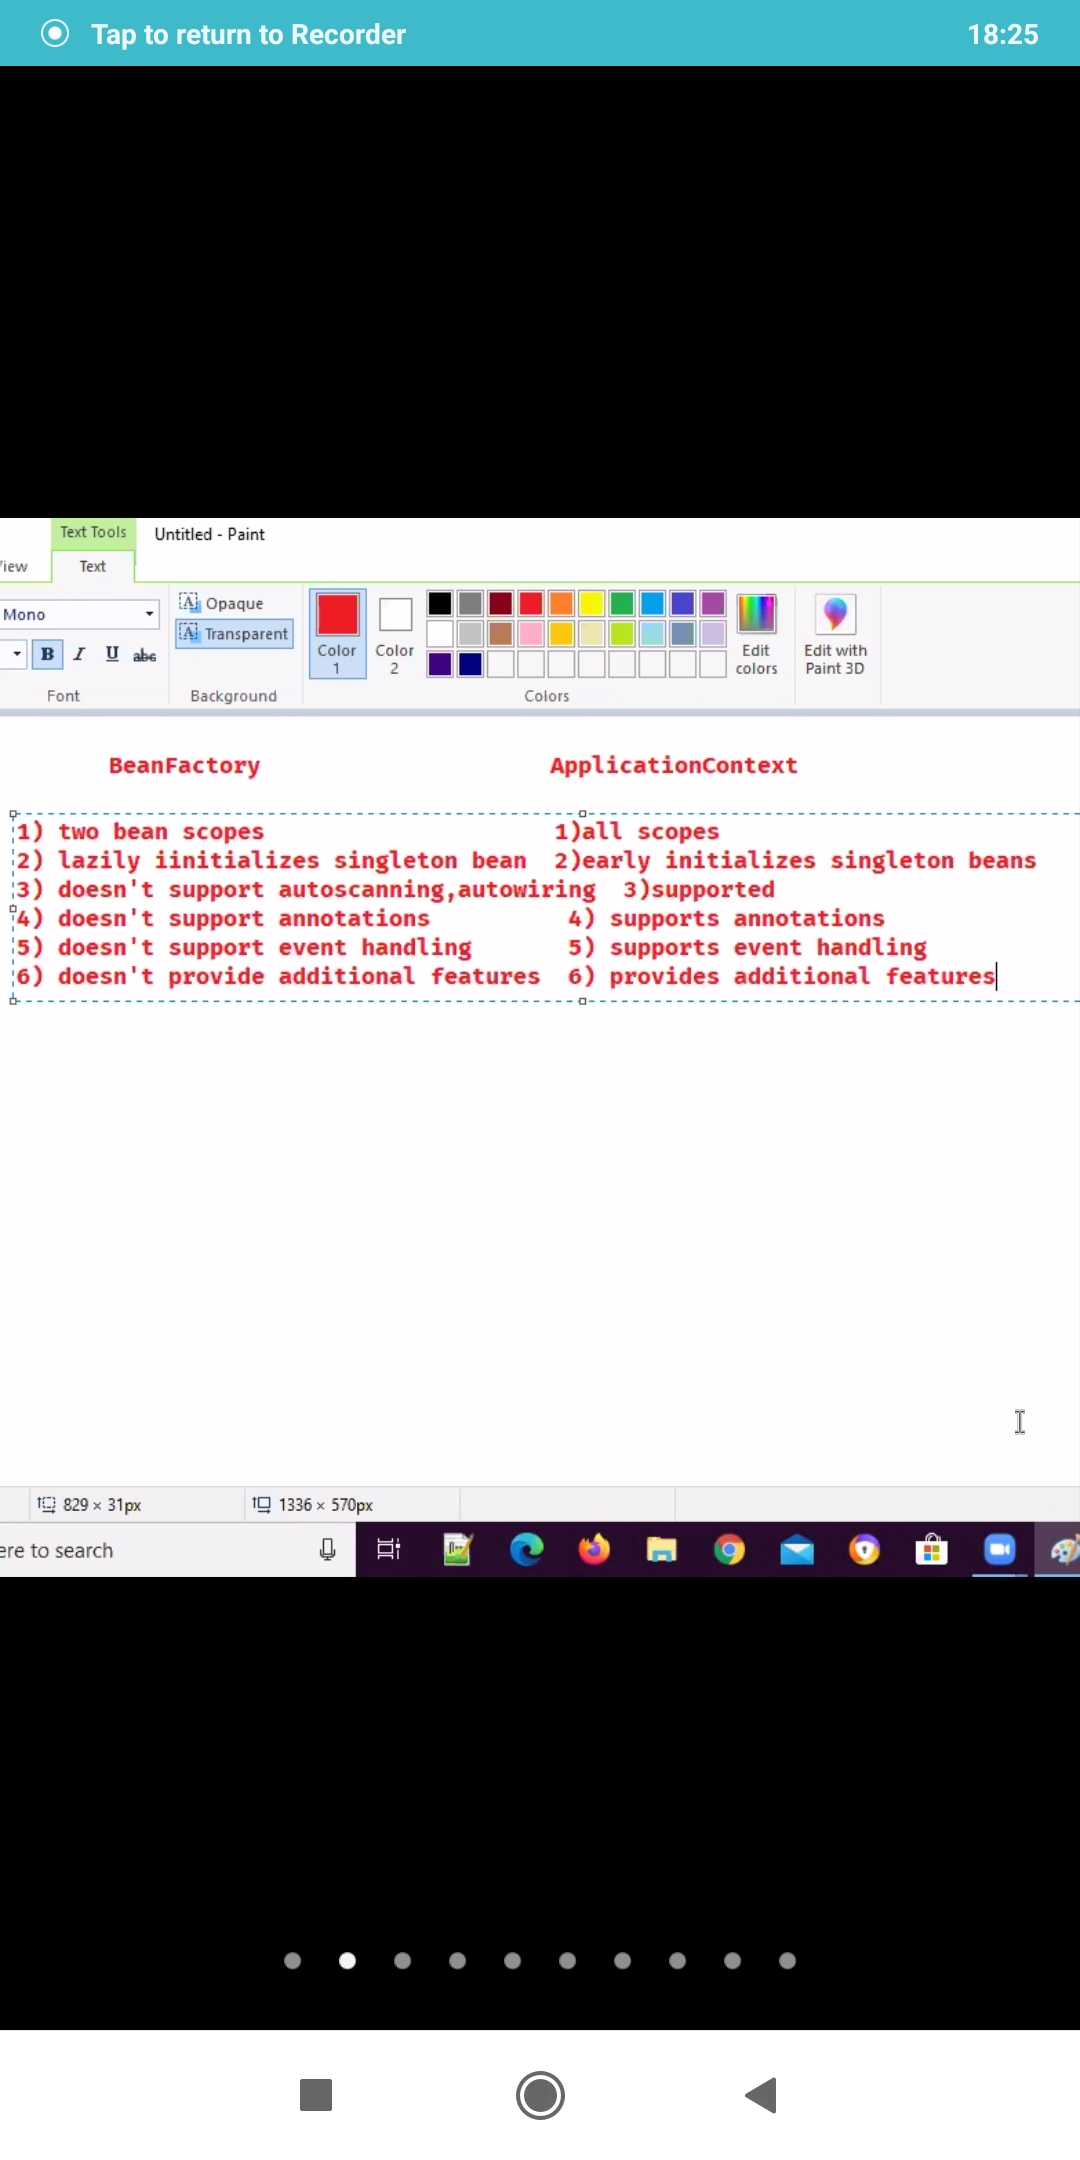 Tap to return to Recorder 18:25
Text Tools Untitled - Paint
iew Text
Mono
Opaque
Transparent
B I U abc
Color 1
Color 2
Edit colors
Edit with Paint 3D
Font Background Colors
BeanFactory ApplicationContext
1) two bean scopes 1)all scopes
2) lazily iinitializes singleton bean 2)early initializes singleton beans
3) doesn't support autoscanning,autowiring 3)supported
4) doesn't support annotations 4) supports annotations
5) doesn't support event handling 5) supports event handling
6) doesn't provide additional features 6) provides additional features
829 × 31px 1336 × 570px
ere to search